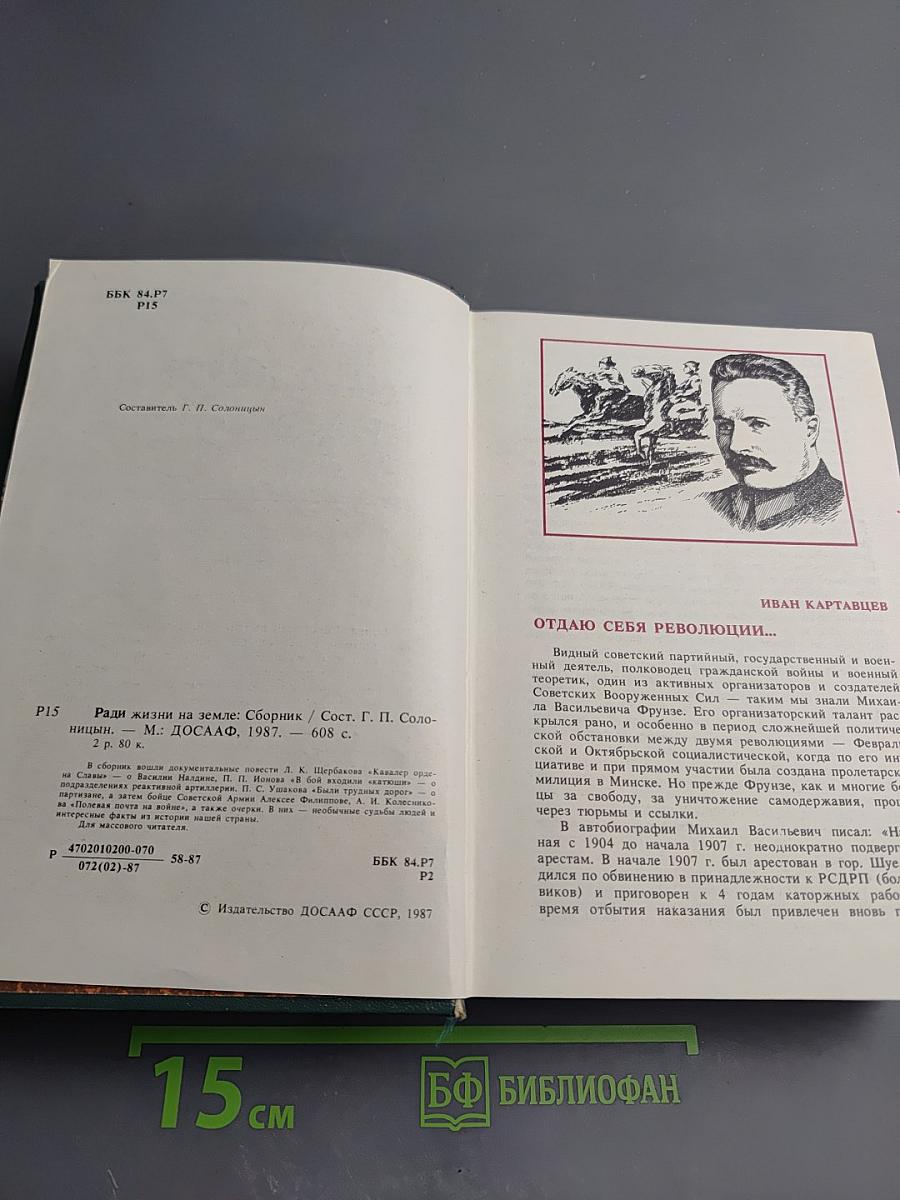 ББК 84.Р7
Р15
Составитель Г. П. Солоницын
Р15 Ради жизни на земле: Сборник / Сост. Г. П. Соло-
ницын. — М.: ДОСААФ, 1987. — 608 с.
2 р. 80 к.
В сборник вошли документальные повести Л. К. Щербакова «Кавалер орде-
на Славы» — о Василии Налдине, П. П. Ионова «В бой входили «катюши» — о
подразделениях реактивной артиллерии, П. С. Ушакова «Были трудных дорог» — о
партизане, а затем бойце Советской Армии Алексее Филиппове, А. И. Колеснико-
ва «Полевая почта на войне», а также очерки. В них — необычные судьбы людей и
интересные факты из истории нашей страны.
Для массового читателя.
Р 4702010200-070 58-87
072(02)-87
ББК 84.Р7
Р2
© Издательство ДОСААФ СССР, 1987
ИВАН КАРТАВЦЕВ
ОТДАЮ СЕБЯ РЕВОЛЮЦИИ...
Видный советский партийный, государственный и воен-
ный деятель, полководец гражданской войны и военный
теоретик, один из активных организаторов и создателей
Советских Вооруженных Сил — таким мы знали Михаи-
ла Васильевича Фрунзе. Его организаторский талант рас
крылся рано, и особенно в период сложнейшей политиче
ской обстановки между двумя революциями — Февраль
ской и Октябрьской социалистической, когда по его ин
циативе и при прямом участии была создана пролетарск
милиция в Минске. Но прежде Фрунзе, как и многие бо
цы за свободу, за уничтожение самодержавия, про
через тюрьмы и ссылки.
В автобиографии Михаил Васильевич писал: «На
ная с 1904 до начала 1907 г. неоднократно подверг
арестам. В начале 1907 г. был арестован в гор. Шуе
дился по обвинению в принадлежности к РСДРП (бол
виков) и приговорен к 4 годам каторжных рабо
время отбытия наказания был привлечен вновь п
15 см
БФ БИБЛИОФАН